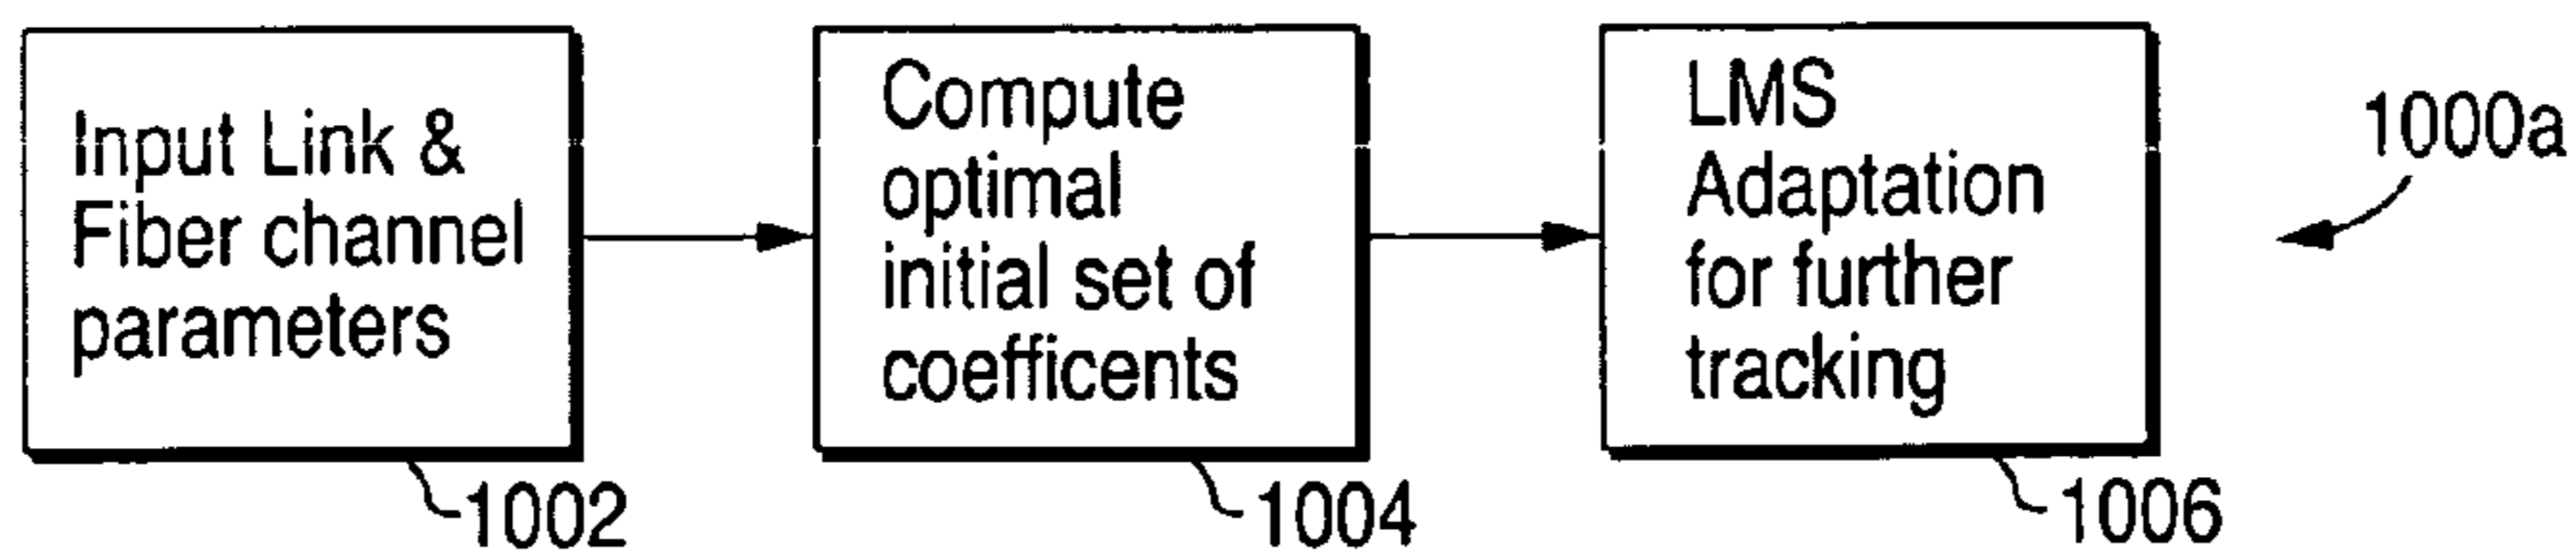 Input Link &
Fiber channel
parameters
1002
Compute
optimal
initial set of
coefficents
1004
LMS
Adaptation
for further
tracking
1006
1000a